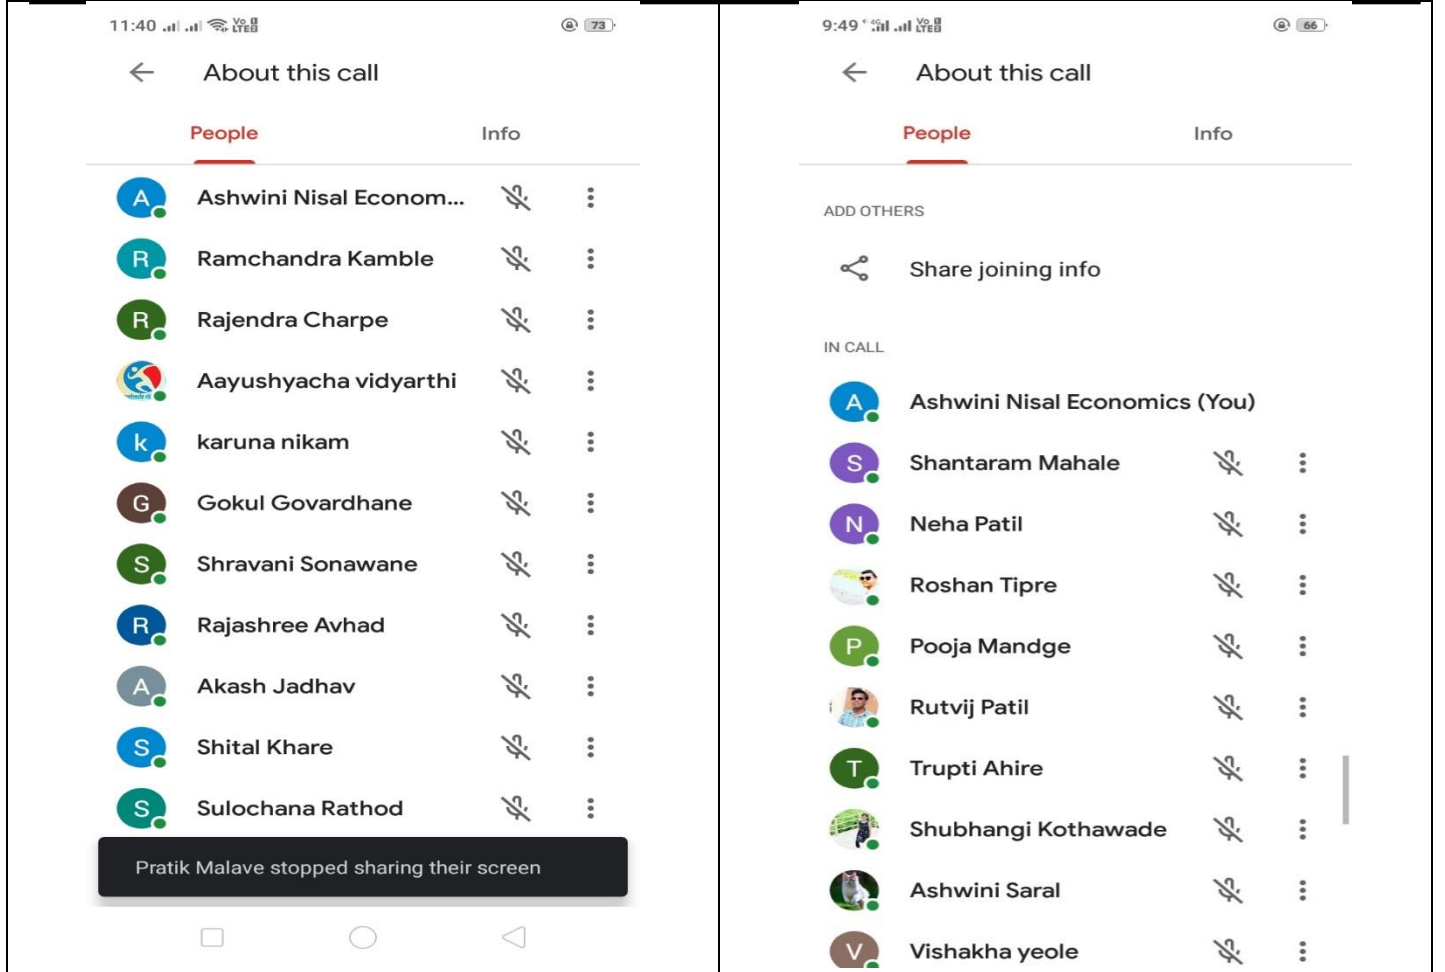 11:40
73
About this call
People Info
A Ashwini Nisal Econom...
R Ramchandra Kamble
R Rajendra Charpe
Aayushyacha vidyarthi
k karuna nikam
G Gokul Govardhane
S Shravani Sonawane
R Rajashree Avhad
A Akash Jadhav
S Shital Khare
S Sulochana Rathod
Pratik Malave stopped sharing their screen
9:49 4G
66
About this call
People Info
ADD OTHERS
Share joining info
IN CALL
A Ashwini Nisal Economics (You)
S Shantaram Mahale
N Neha Patil
Roshan Tipre
P Pooja Mandge
Rutvij Patil
T Trupti Ahire
Shubhangi Kothawade
Ashwini Saral
V Vishakha yeole